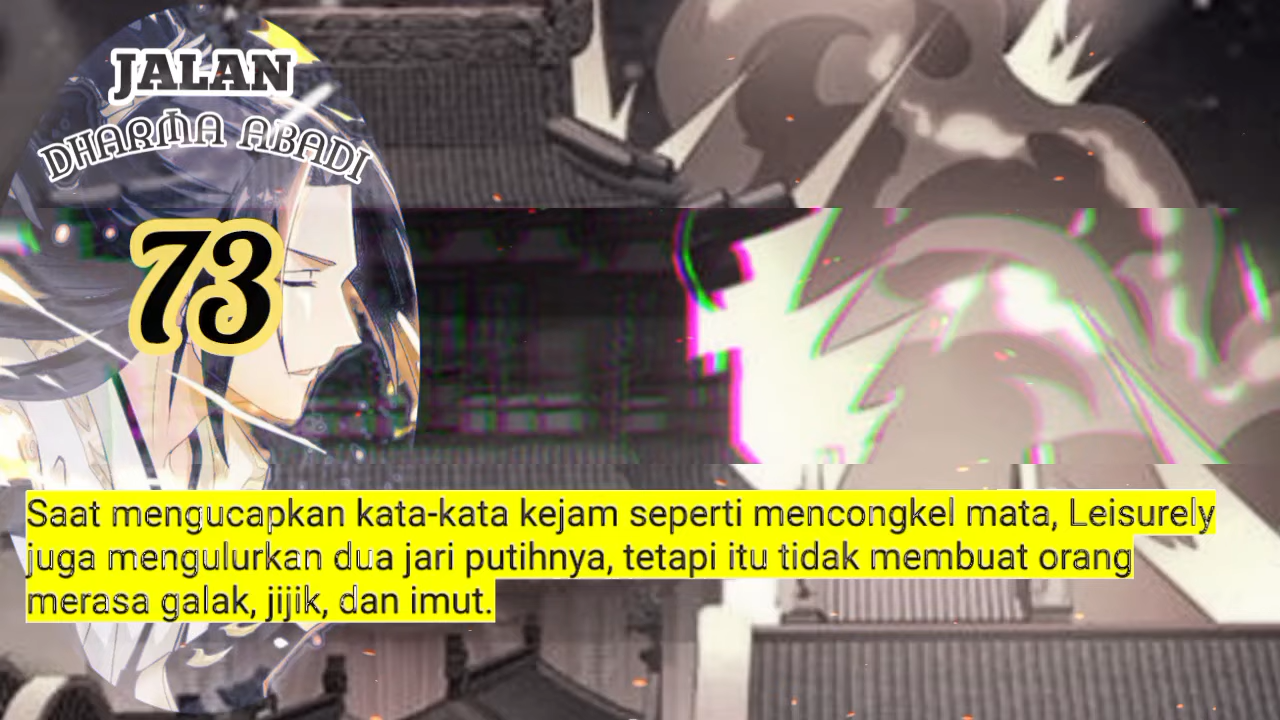 JALAN
DHARMA ABADI
73
Saat mengucapkan kata-kata kejam seperti mencongkel mata, Leisurely
juga mengulurkan dua jari putihnya, tetapi itu tidak membuat orang
merasa galak, jijik, dan imut.